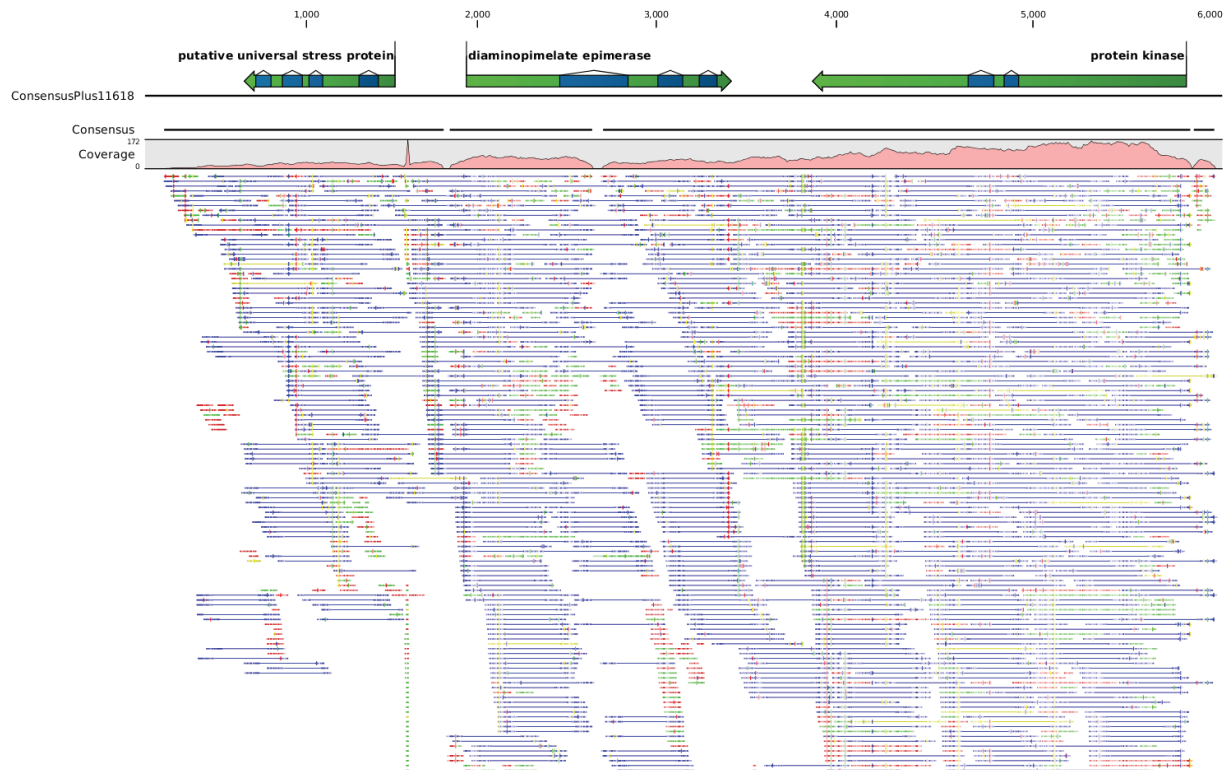 1,000 2,000 3,000 4,000 5,000 6,000
putative universal stress protein diaminopimelate epimerase protein kinase
ConsensusPlus11618
Consensus
172
Coverage
0